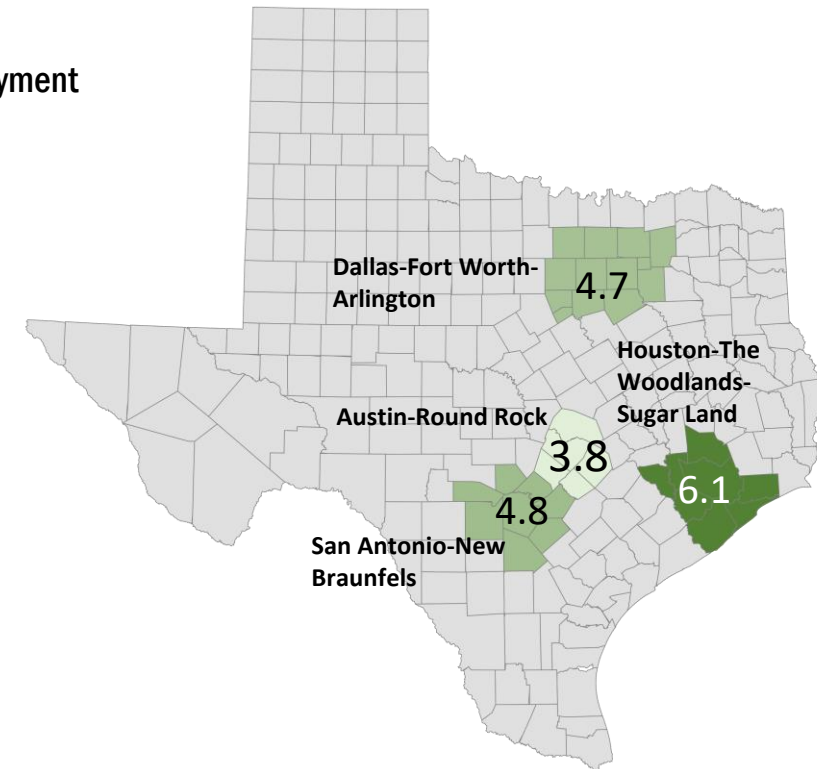 yment
Dallas-Fort Worth-
Arlington
4.7
Houston-The
Woodlands-
Sugar Land
Austin-Round Rock
3.8
6.1
4.8
San Antonio-New
Braunfels